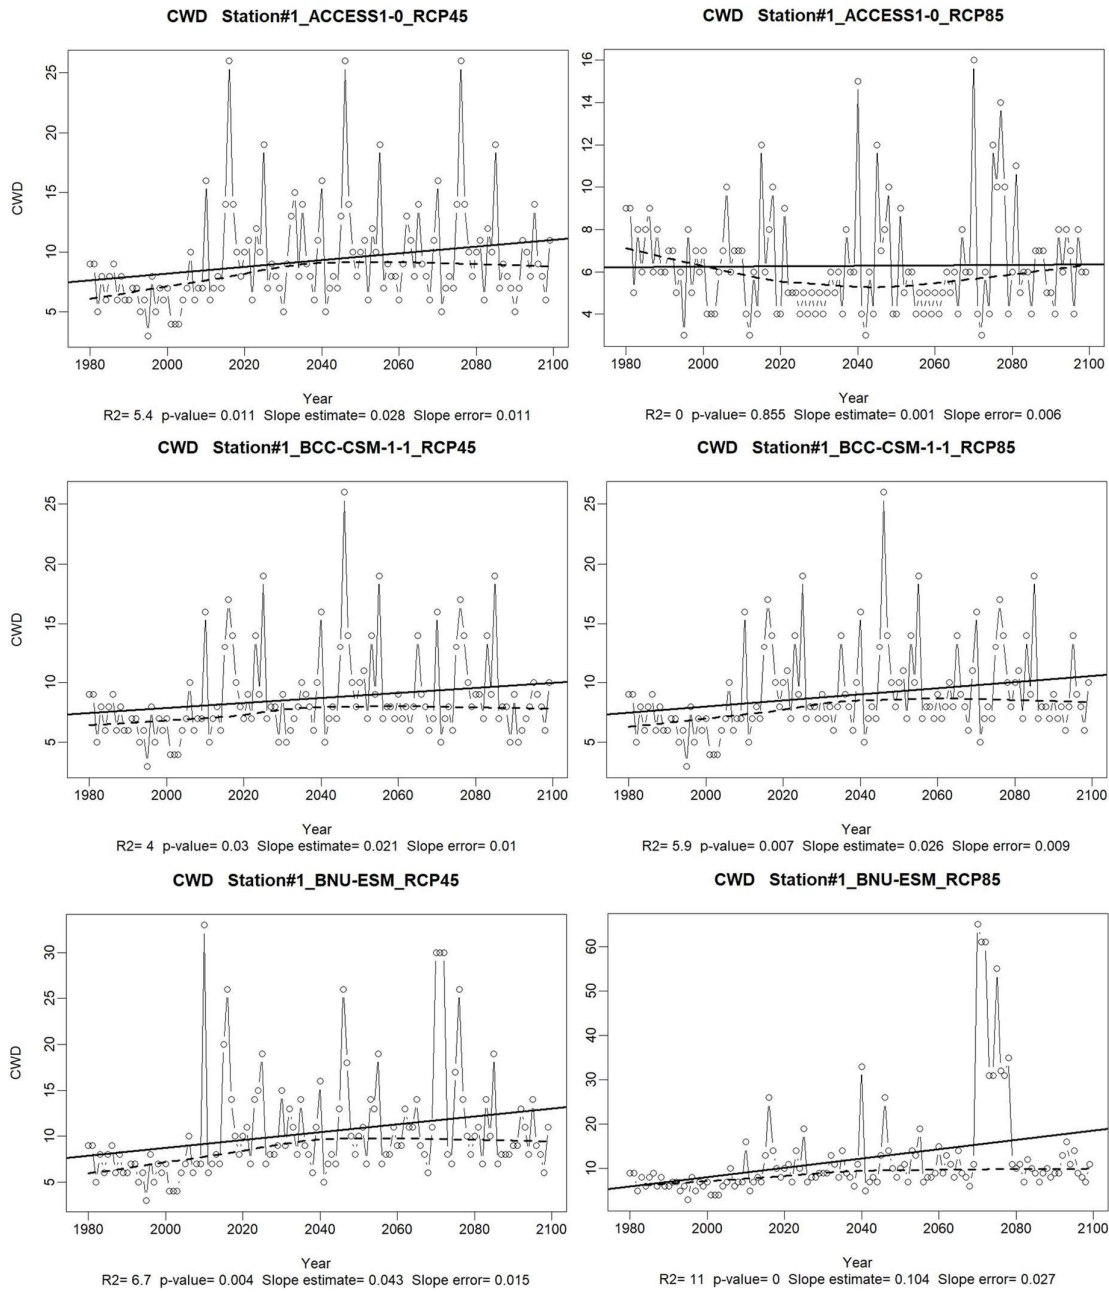 CWD Station#1_ACCESS1-0_RCP45
CWD
25
20
15
10
5
1980 2000 2020 2040 2060 2080 2100
Year
R2= 5.4 p-value= 0.011 Slope estimate= 0.028 Slope error= 0.011
CWD Station#1_ACCESS1-0_RCP85
16
14
12
10
8
6
4
1980 2000 2020 2040 2060 2080 2100
Year
R2= 0 p-value= 0.855 Slope estimate= 0.001 Slope error= 0.006
CWD Station#1_BCC-CSM-1-1_RCP45
CWD
25
20
15
10
5
1980 2000 2020 2040 2060 2080 2100
Year
R2= 4 p-value= 0.03 Slope estimate= 0.021 Slope error= 0.01
CWD Station#1_BCC-CSM-1-1_RCP85
25
20
15
10
5
1980 2000 2020 2040 2060 2080 2100
Year
R2= 5.9 p-value= 0.007 Slope estimate= 0.026 Slope error= 0.009
CWD Station#1_BNU-ESM_RCP45
CWD
30
25
20
15
10
5
1980 2000 2020 2040 2060 2080 2100
Year
R2= 6.7 p-value= 0.004 Slope estimate= 0.043 Slope error= 0.015
CWD Station#1_BNU-ESM_RCP85
60
50
40
30
20
10
1980 2000 2020 2040 2060 2080 2100
Year
R2= 11 p-value= 0 Slope estimate= 0.104 Slope error= 0.027